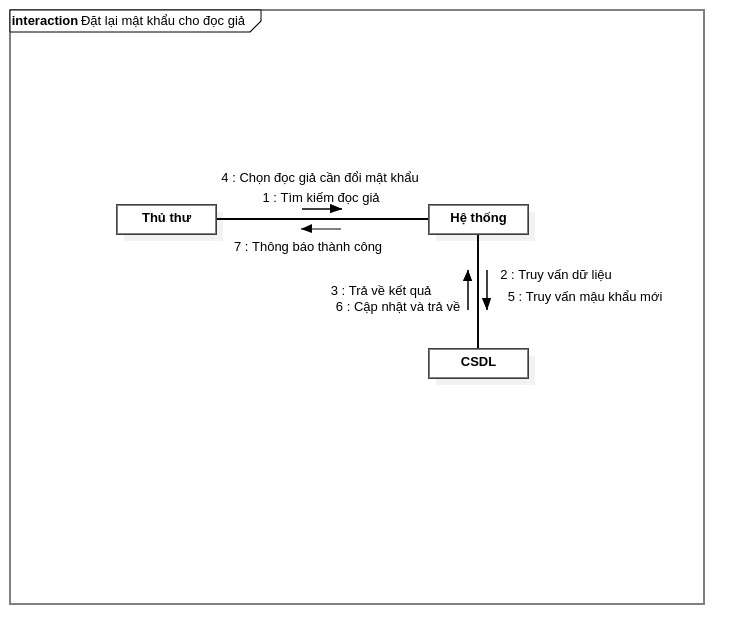 interaction Đặt lại mật khẩu cho đọc giả
4 : Chọn đọc giả cần đổi mật khẩu
1 : Tìm kiếm đọc giả
Thủ thư
Hệ thống
7 : Thông báo thành công
2 : Truy vấn dữ liệu
3 : Trả về kết quả
5 : Truy vấn mậu khẩu mới
6 : Cập nhật và trả về
CSDL